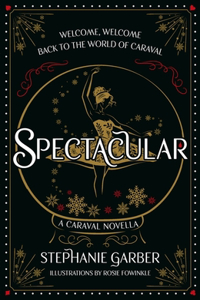 WELCOME, WELCOME
BACK TO THE WORLD OF CARAVAL
SPECTACULAR
A CARAVAL NOVELLA
STEPHANIE GARBER
ILLUSTRATIONS BY ROSIE FOWINKLE